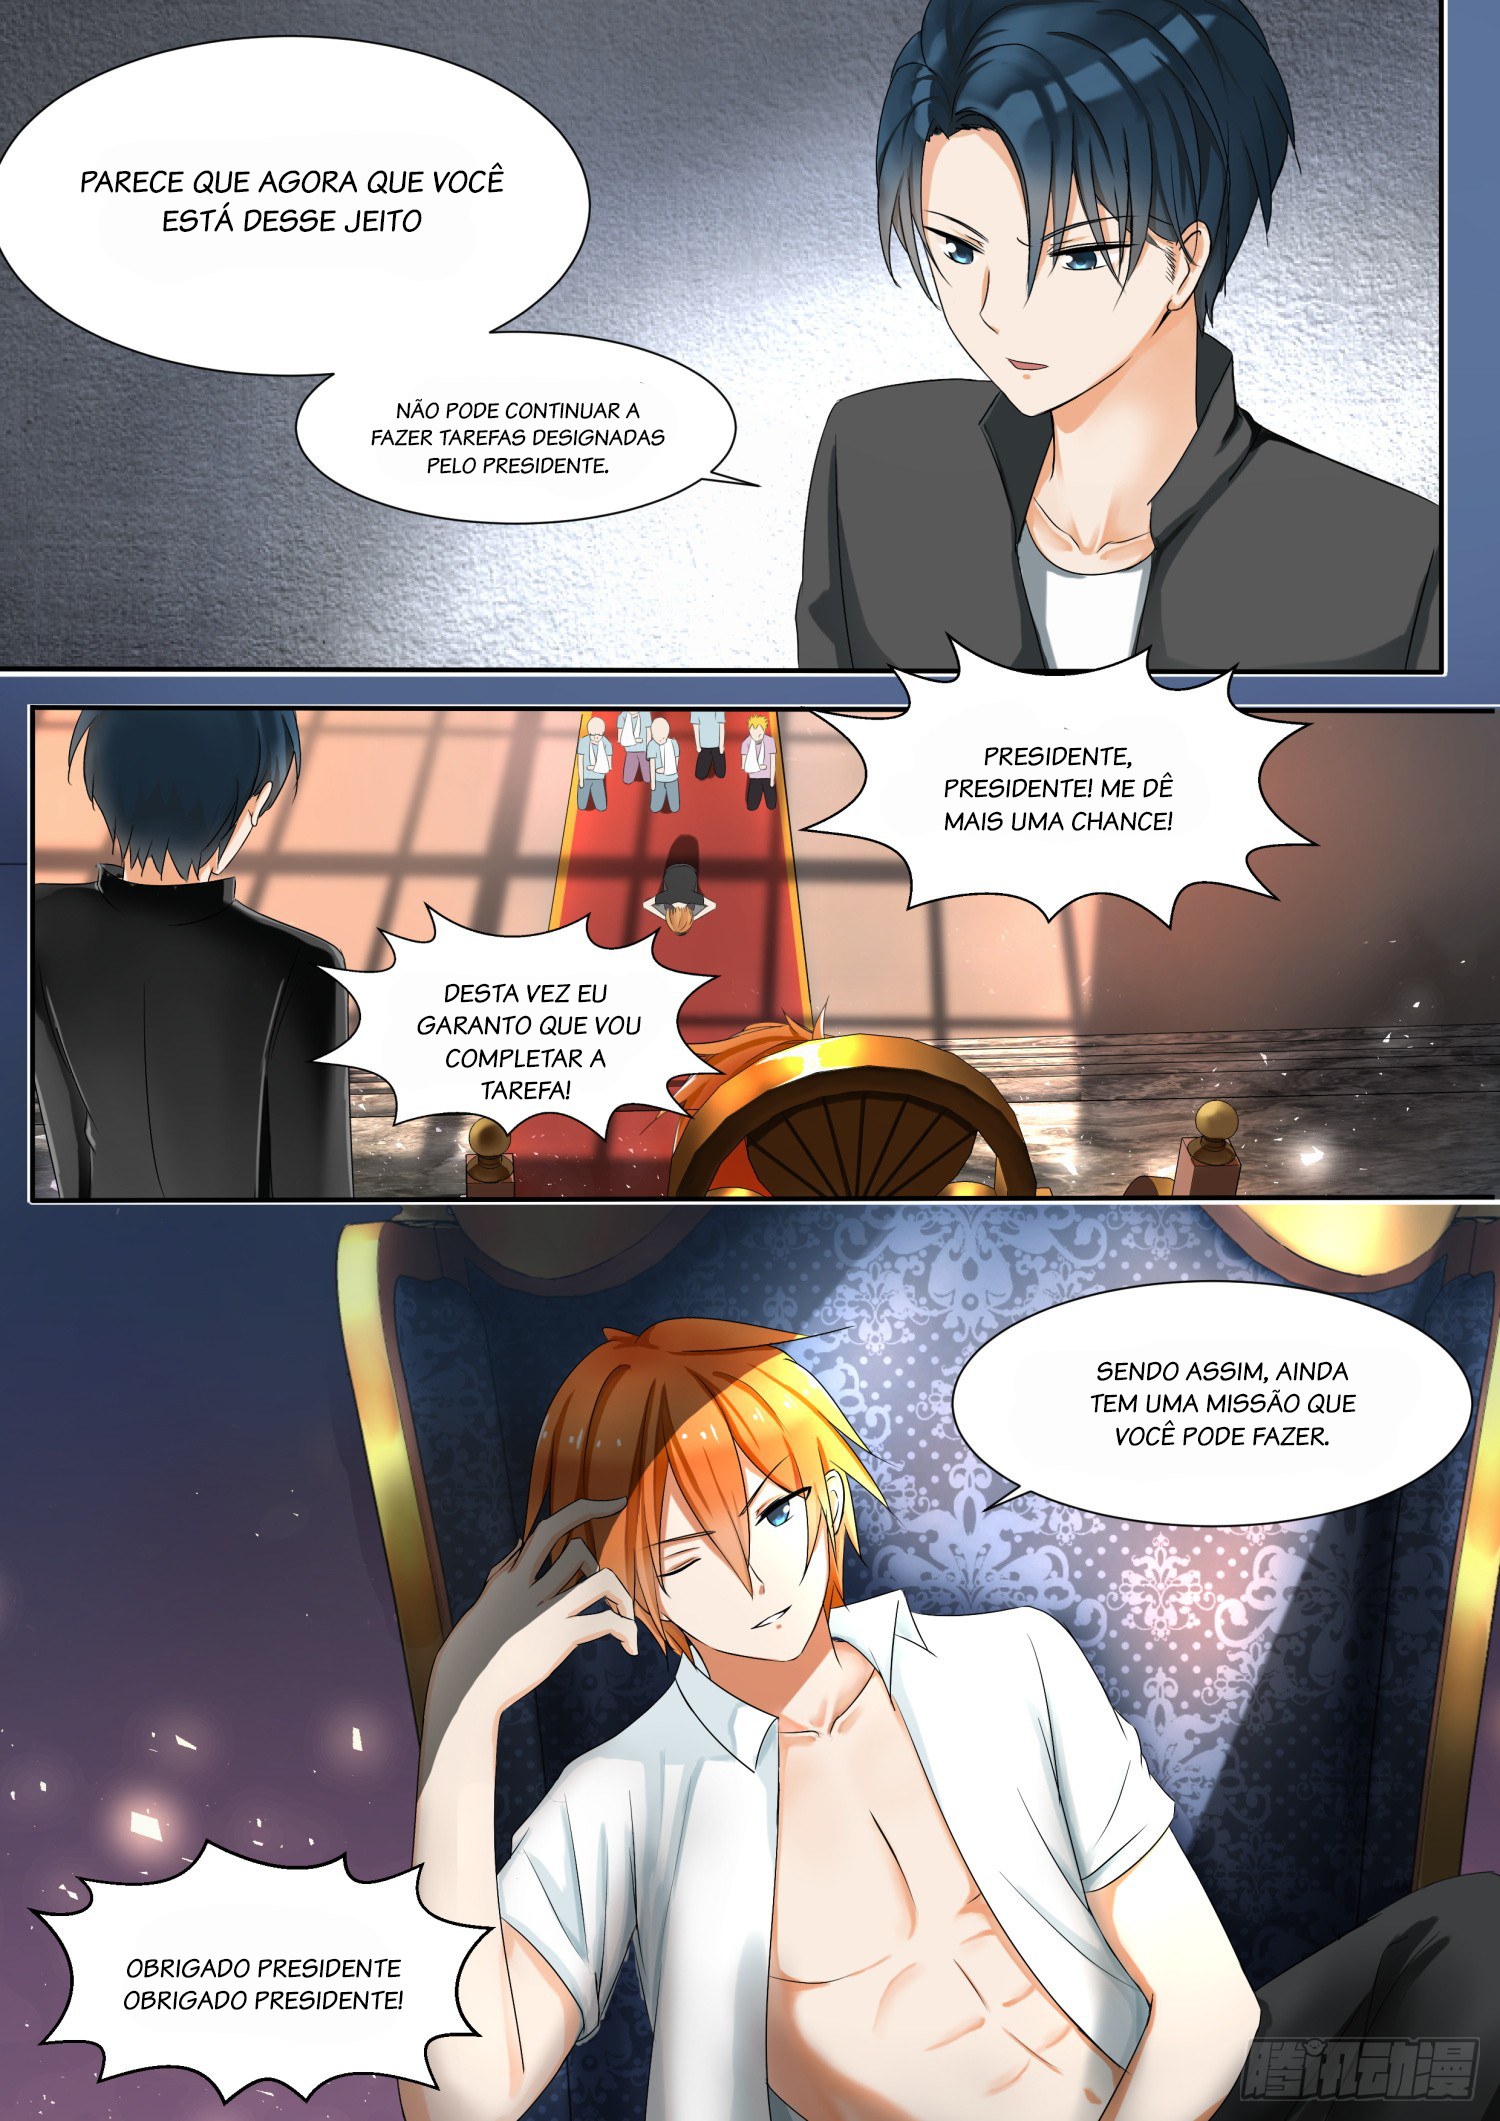 PARECE QUE AGORA QUE VOCÊ
ESTÁ DESSE JEITO
NÃO PODE CONTINUAR A
FAZER TAREFAS DESIGNADAS
PELO PRESIDENTE.
PRESIDENTE,
PRESIDENTE! ME DÊ
MAIS UMA CHANCE!
DESTA VEZ EU
GARANTO QUE VOU
COMPLETAR A
TAREFA!
SENDO ASSIM, AINDA
TEM UMA MISSÃO QUE
VOCÊ PODE FAZER.
OBRIGADO PRESIDENTE
OBRIGADO PRESIDENTE!
腾讯动漫